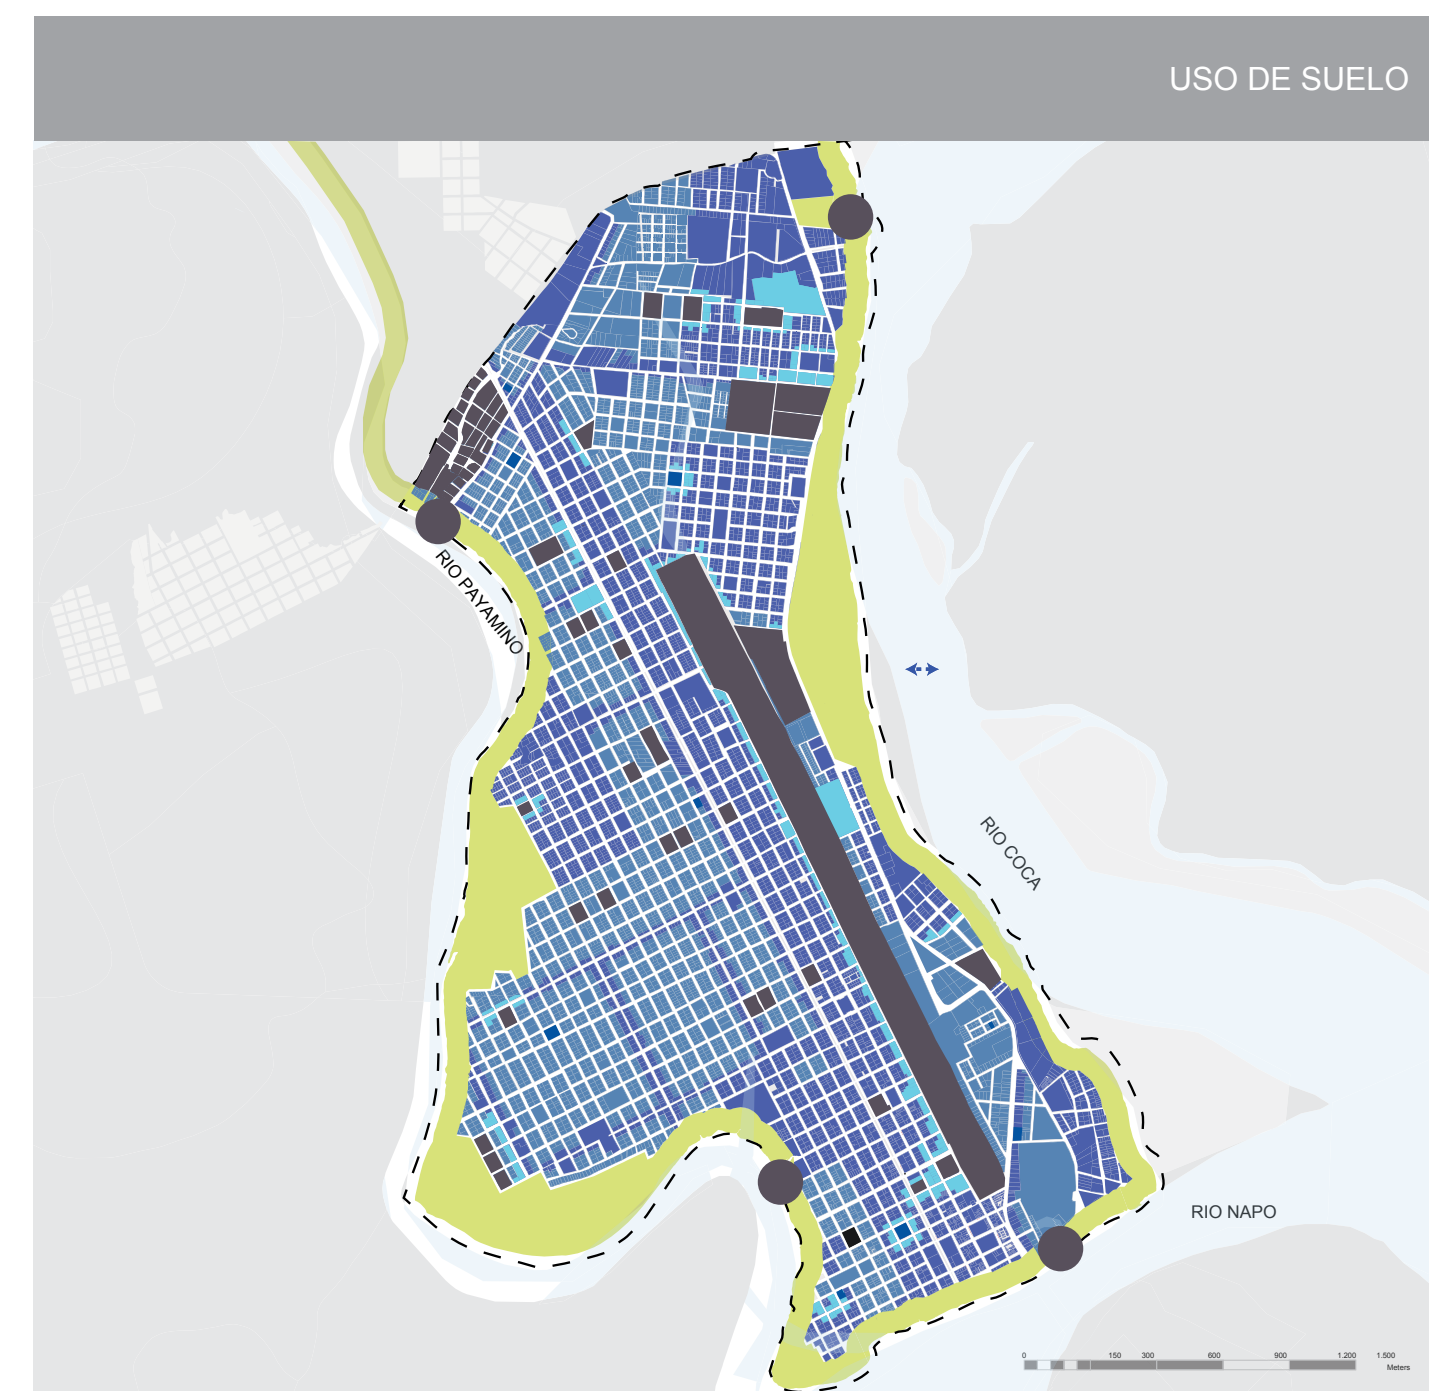 USO DE SUELO
RIO PAYAMINO
RIO COCA
RIO NAPO
0 150 300 600 900 1.200 1.500
Meters